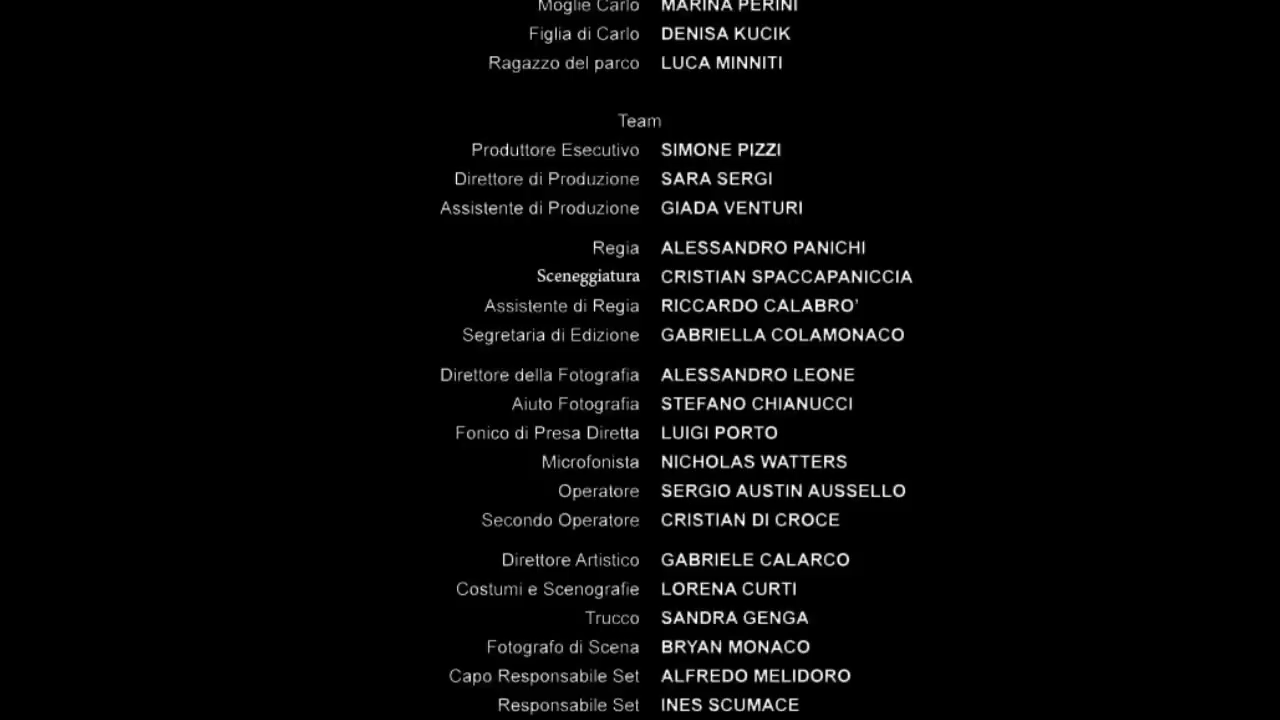 Moglie Carlo MARINA PERINI
Figlia di Carlo DENISA KUCIK
Ragazzo del parco LUCA MINNITI
Team
Produttore Esecutivo SIMONE PIZZI
Direttore di Produzione SARA SERGI
Assistente di Produzione GIADA VENTURI
Regia ALESSANDRO PANICHI
Sceneggiatura CRISTIAN SPACCAPANICCIA
Assistente di Regia RICCARDO CALABRO’
Segretaria di Edizione GABRIELLA COLAMONACO
Direttore della Fotografia ALESSANDRO LEONE
Aiuto Fotografia STEFANO CHIANUCCI
Fonico di Presa Diretta LUIGI PORTO
Microfonista NICHOLAS WATTERS
Operatore SERGIO AUSTIN AUSSELLO
Secondo Operatore CRISTIAN DI CROCE
Direttore Artistico GABRIELE CALARCO
Costumi e Scenografie LORENA CURTI
Trucco SANDRA GENGA
Fotografo di Scena BRYAN MONACO
Capo Responsabile Set ALFREDO MELIDORO
Responsabile Set INES SCUMACE